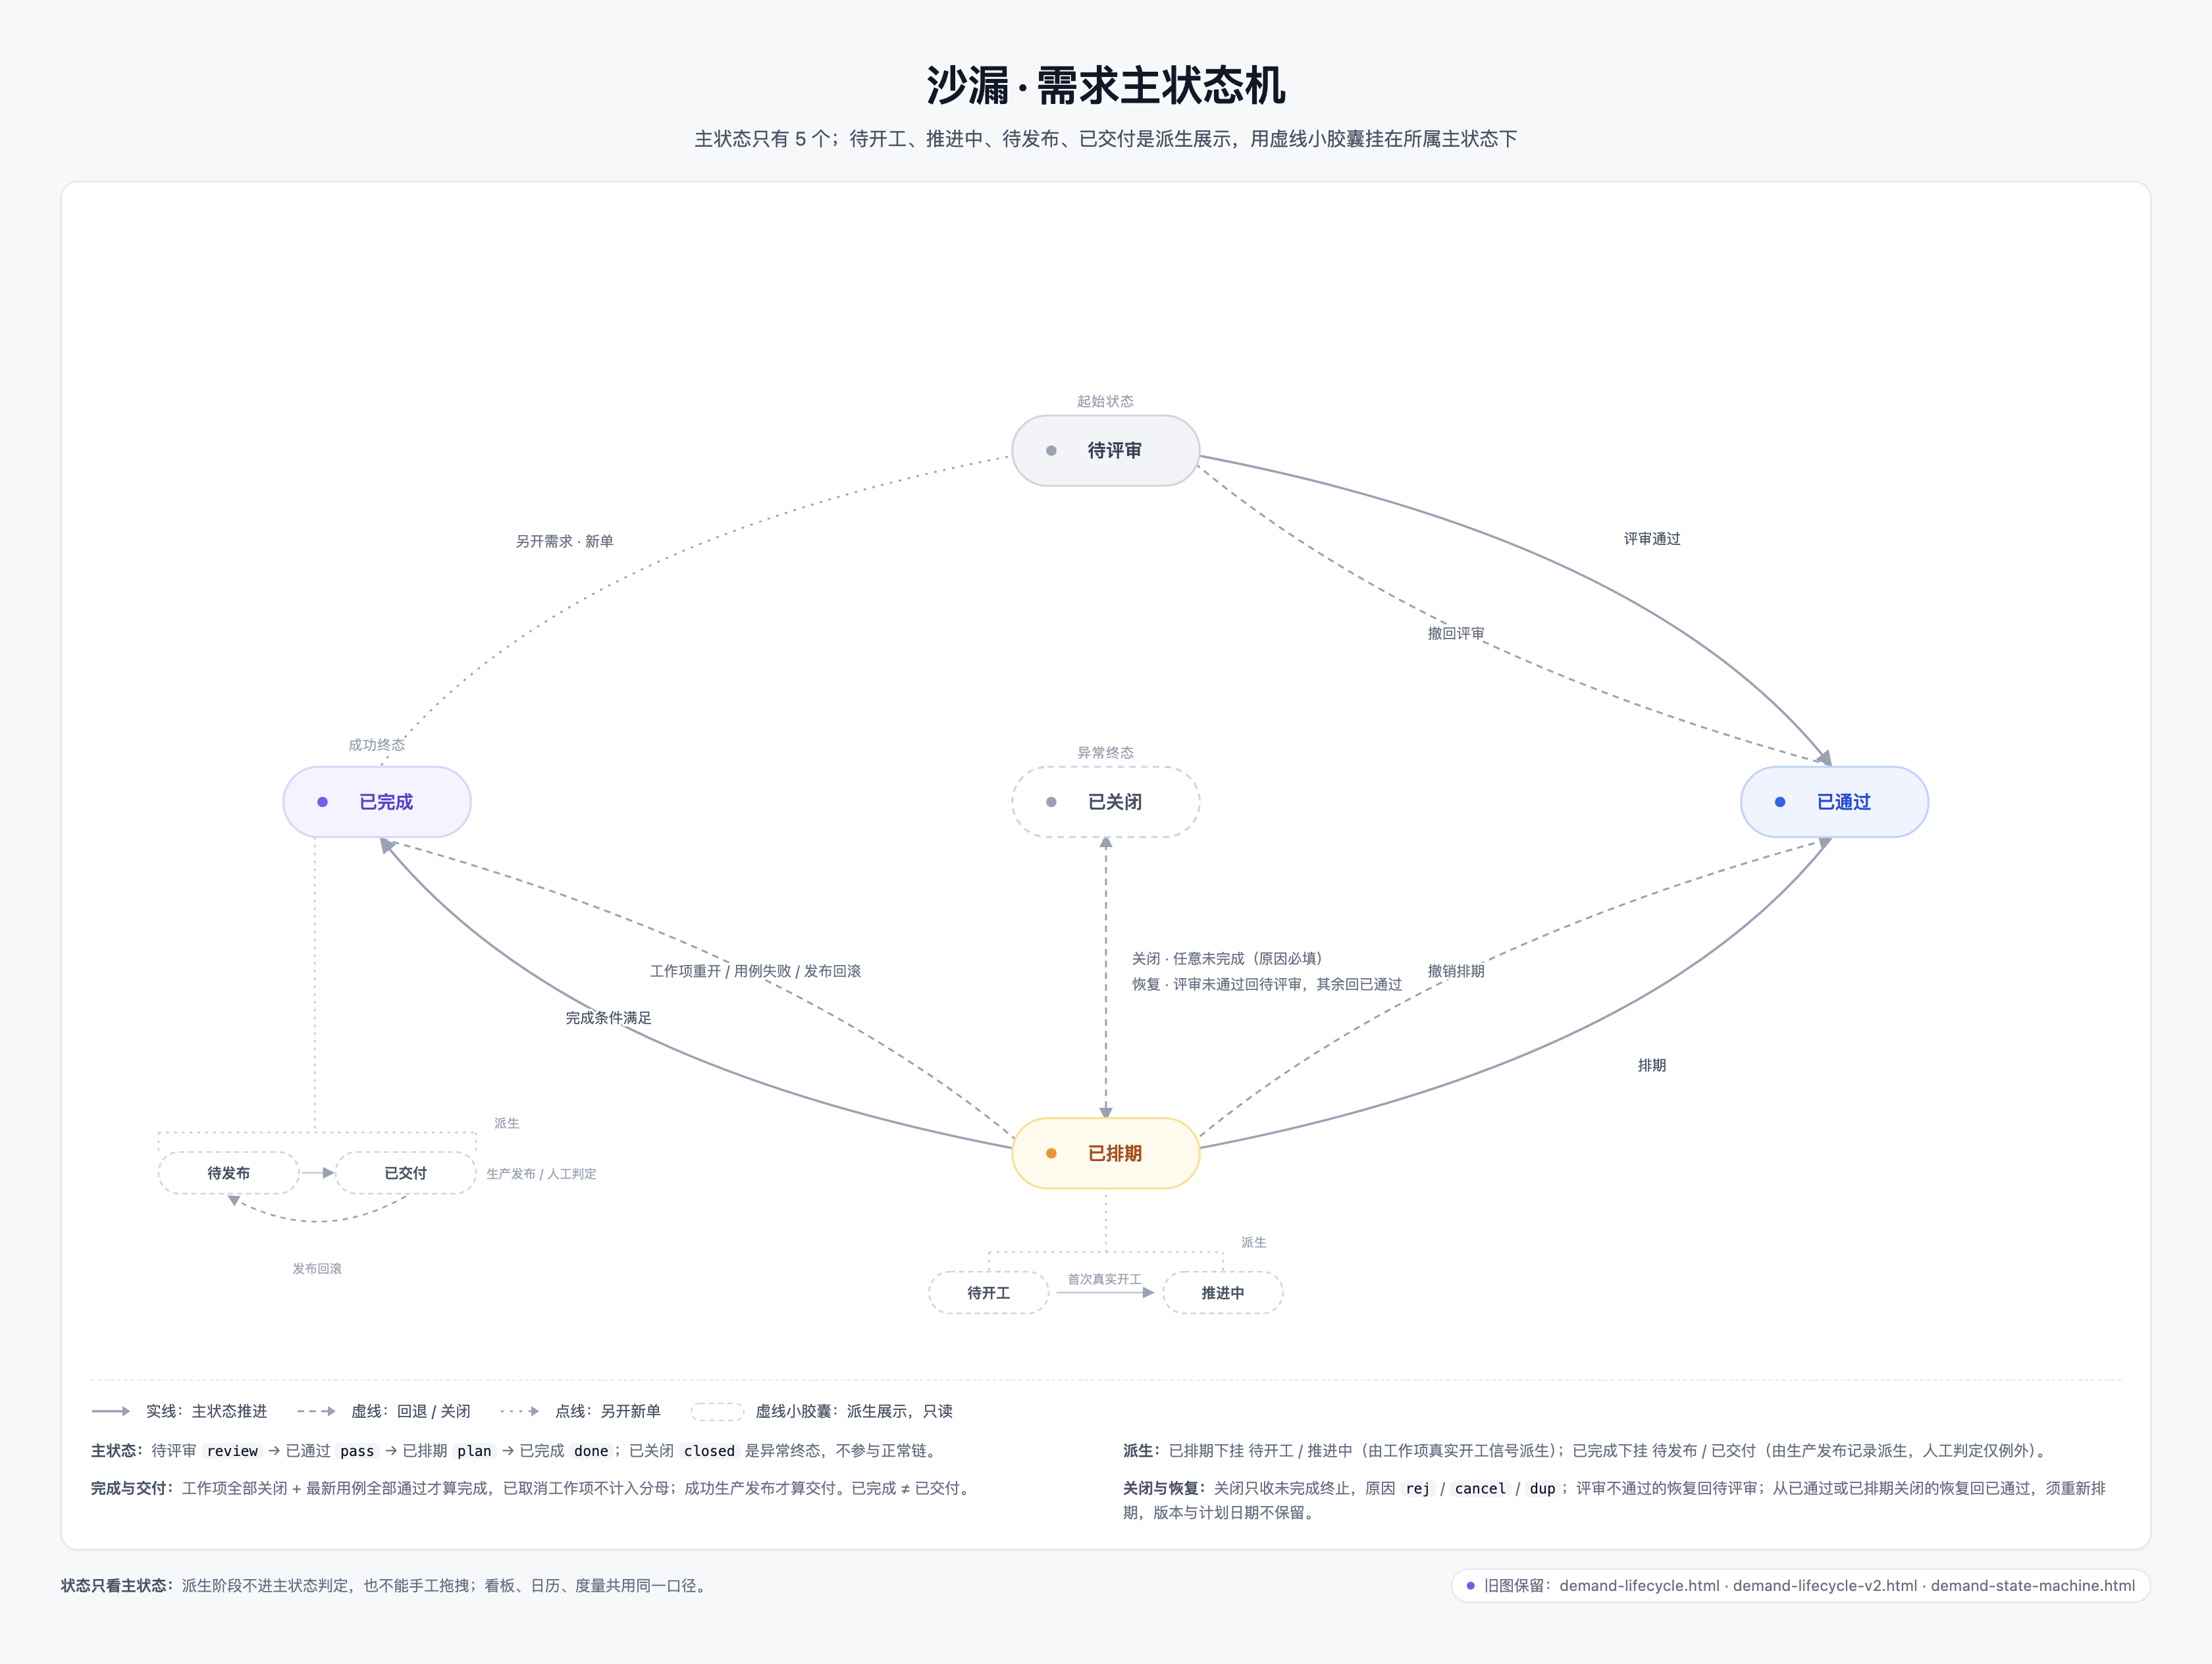 沙漏 · 需求主状态机
主状态只有 5 个；待开工、推进中、待发布、已交付是派生展示，用虚线小胶囊挂在所属主状态下
起始状态
待评审
另开需求 · 新单
评审通过
撤回评审
成功终态
已完成
异常终态
已关闭
已通过
关闭 · 任意未完成（原因必填）
恢复 · 评审未通过回待评审，其余回已通过
工作项重开 / 用例失败 / 发布回滚
撤销排期
完成条件满足
排期
派生
待发布
已交付
生产发布 / 人工判定
发布回滚
已排期
派生
待开工
首次真实开工
推进中
实线：主状态推进
虚线：回退 / 关闭
点线：另开新单
虚线小胶囊：派生展示，只读
主状态：待评审 review → 已通过 pass → 已排期 plan → 已完成 done；已关闭 closed 是异常终态，不参与正常链。
派生：已排期下挂 待开工 / 推进中（由工作项真实开工信号派生）；已完成下挂 待发布 / 已交付（由生产发布记录派生，人工判定仅例外）。
完成与交付：工作项全部关闭 + 最新用例全部通过才算完成，已取消工作项不计入分母；成功生产发布才算交付。已完成 ≠ 已交付。
关闭与恢复：关闭只收未完成终止，原因 rej / cancel / dup；评审不通过的恢复回待评审；从已通过或已排期关闭的恢复回已通过，须重新排
期，版本与计划日期不保留。
状态只看主状态：派生阶段不进主状态判定，也不能手工拖拽；看板、日历、度量共用同一口径。
旧图保留：demand-lifecycle.html · demand-lifecycle-v2.html · demand-state-machine.html